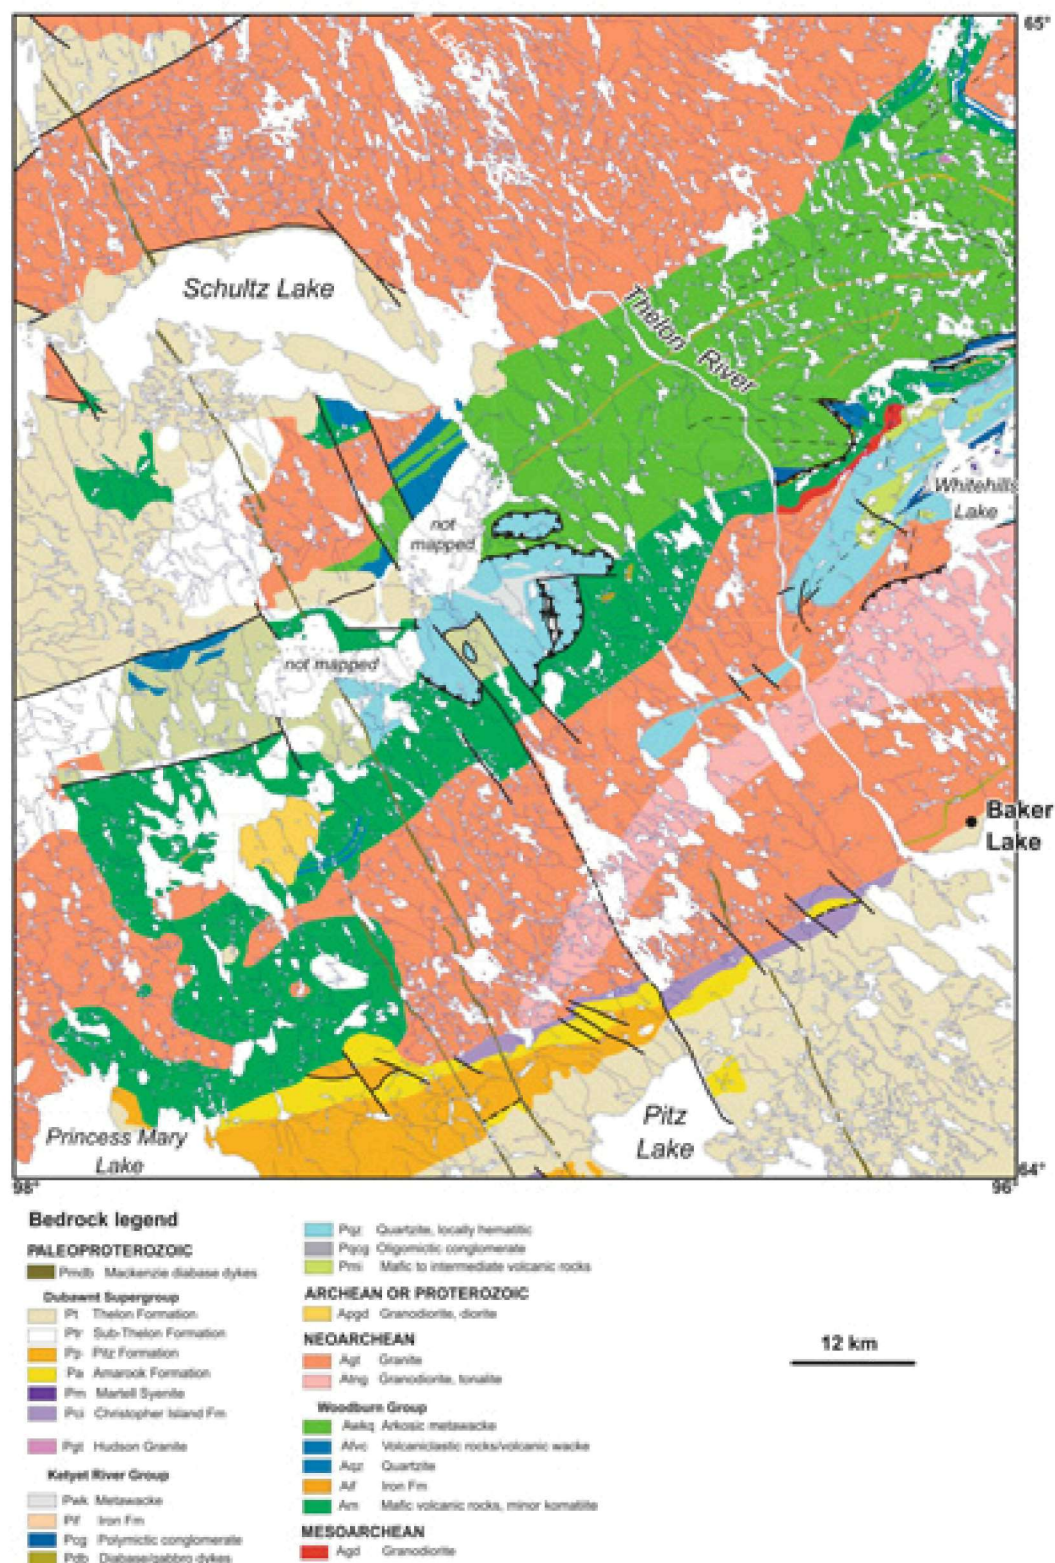 65°
Lake
Schultz Lake
Thelon River
Whitehills
Lake
not
mapped
not mapped
Baker
Lake
Pitz
Lake
Princess Mary
Lake
64°
98°
96°
Bedrock legend
PALEOPROTEROZOIC
Pmdb Mackenzie diabase dykes
Dubawnt Supergroup
Pt Thelon Formation
Ptr Sub-Thelon Formation
Pp Pitz Formation
Pa Amarook Formation
Pm Martell Syenite
Pci Christopher Island Fm
Pgt Hudson Granite
Ketyet River Group
Pwk Metawacke
Pif Iron Fm
Pcg Polymictic conglomerate
Pdb Diabase/gabbro dykes
Pqz Quartzite, locally hematitic
Pqcg Oligomictic conglomerate
Pmi Mafic to intermediate volcanic rocks
ARCHEAN OR PROTEROZOIC
Apgd Granodiorite, diorite
NEOARCHEAN
Agt Granite
Atng Granodiorite, tonalite
Woodburn Group
Awkq Arkosic metawacke
Afvc Volcaniclastic rocks/volcanic wacke
Aqz Quartzite
Aif Iron Fm
Am Mafic volcanic rocks, minor komatiite
MESOARCHEAN
Agd Granodiorite
12 km